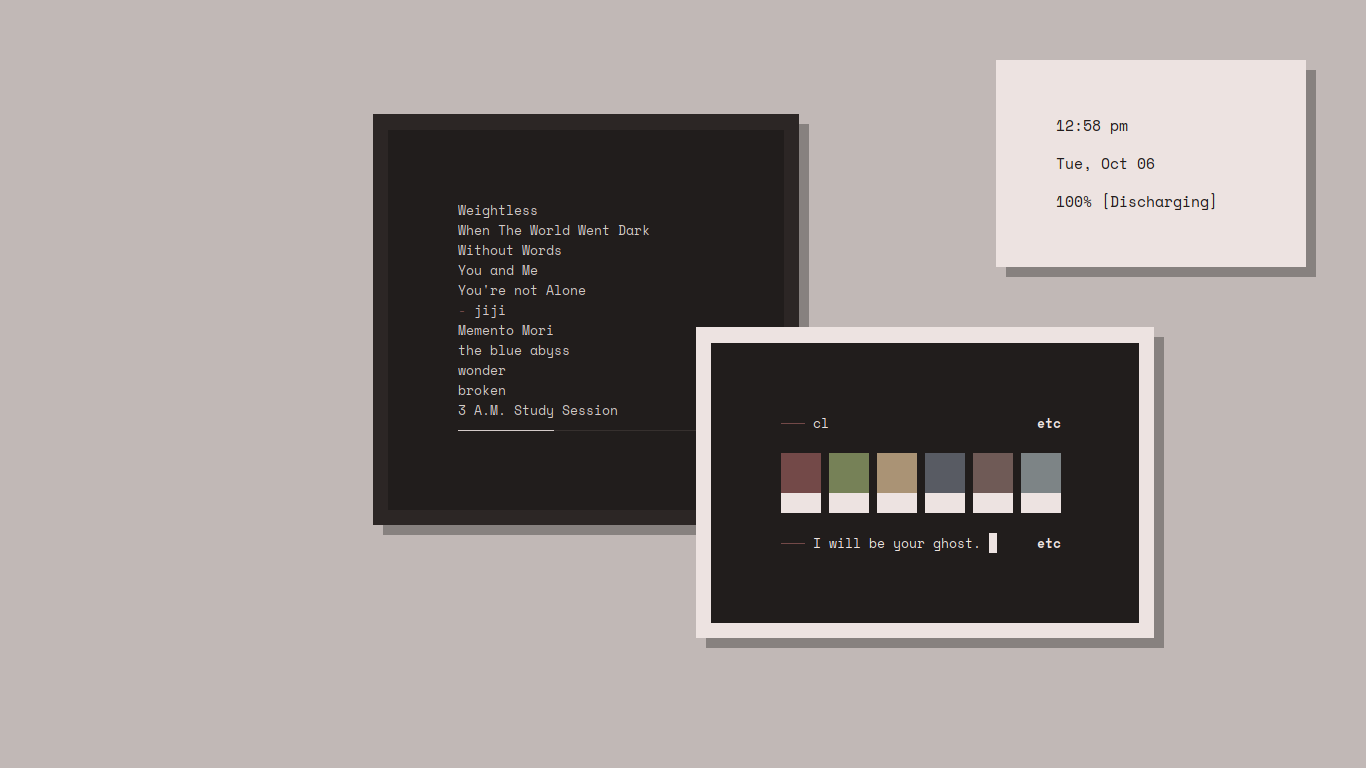 12:58 pm
Tue, Oct 06
100% [Discharging]
Weightless
When The World Went Dark
Without Words
You and Me
You're not Alone
- jiji
Memento Mori
the blue abyss
wonder
broken
3 A.M. Study Session
cl etc
I will be your ghost. etc